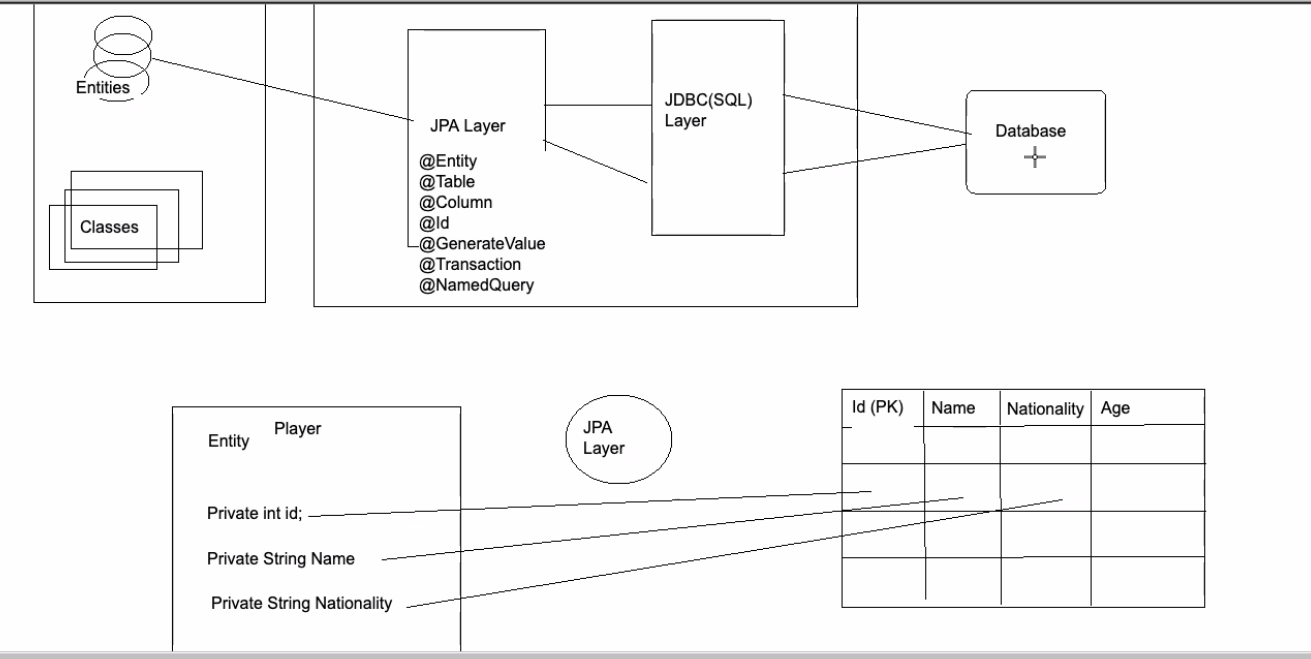 Entities
Classes
JPA Layer
@Entity
@Table
@Column
@Id
@GenerateValue
@Transaction
@NamedQuery
JDBC(SQL)
Layer
Database
Player
Entity
Private int id;
Private String Name
Private String Nationality
JPA
Layer
Id (PK) Name Nationality Age